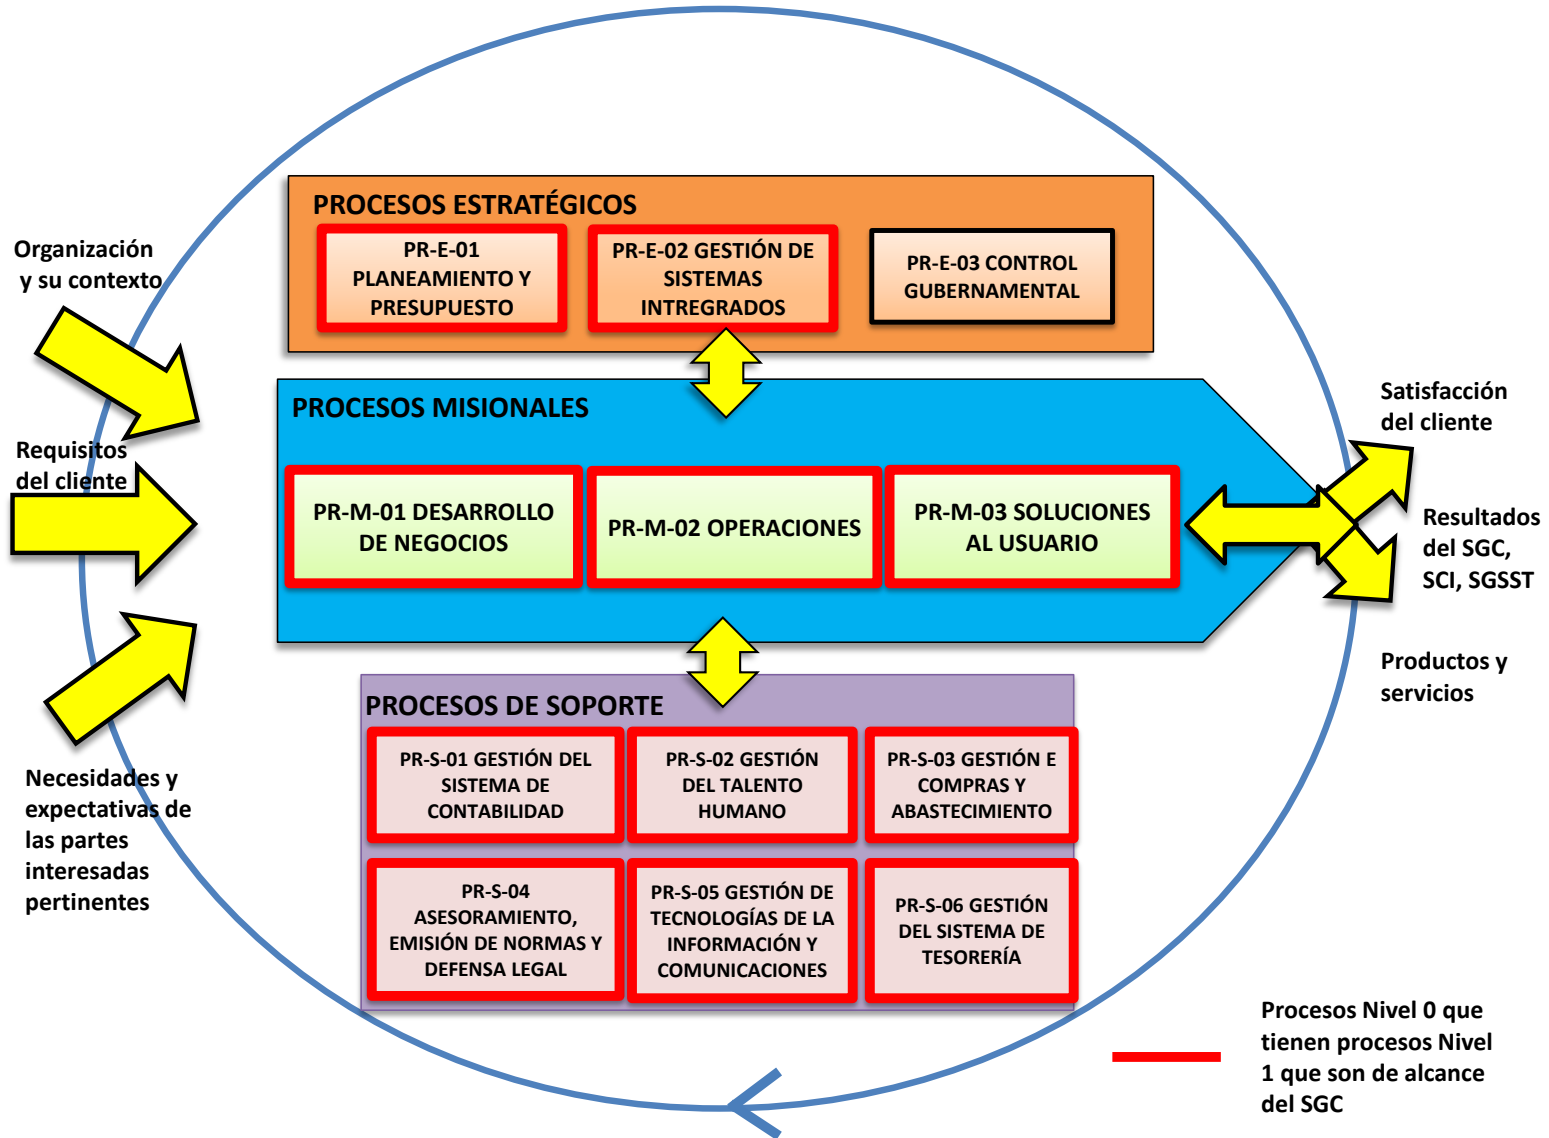 PROCESOS ESTRATÉGICOS
PR-E-01
PLANEAMIENTO Y
PRESUPUESTO
PR-E-02 GESTIÓN DE
SISTEMAS
INTREGRADOS
PR-E-03 CONTROL
GUBERNAMENTAL
Organización
y su contexto
Requisitos
del cliente
Necesidades y
expectativas de
las partes
interesadas
pertinentes
PROCESOS MISIONALES
PR-M-01 DESARROLLO
DE NEGOCIOS
PR-M-02 OPERACIONES
PR-M-03 SOLUCIONES
AL USUARIO
Satisfacción
del cliente
Resultados
del SGC,
SCI, SGSST
Productos y
servicios
PROCESOS DE SOPORTE
PR-S-01 GESTIÓN DEL
SISTEMA DE
CONTABILIDAD
PR-S-02 GESTIÓN
DEL TALENTO
HUMANO
PR-S-03 GESTIÓN E
COMPRAS Y
ABASTECIMIENTO
PR-S-04
ASESORAMIENTO,
EMISIÓN DE NORMAS Y
DEFENSA LEGAL
PR-S-05 GESTIÓN DE
TECNOLOGÍAS DE LA
INFORMACIÓN Y
COMUNICACIONES
PR-S-06 GESTIÓN
DEL SISTEMA DE
TESORERÍA
Procesos Nivel 0 que
tienen procesos Nivel
1 que son de alcance
del SGC